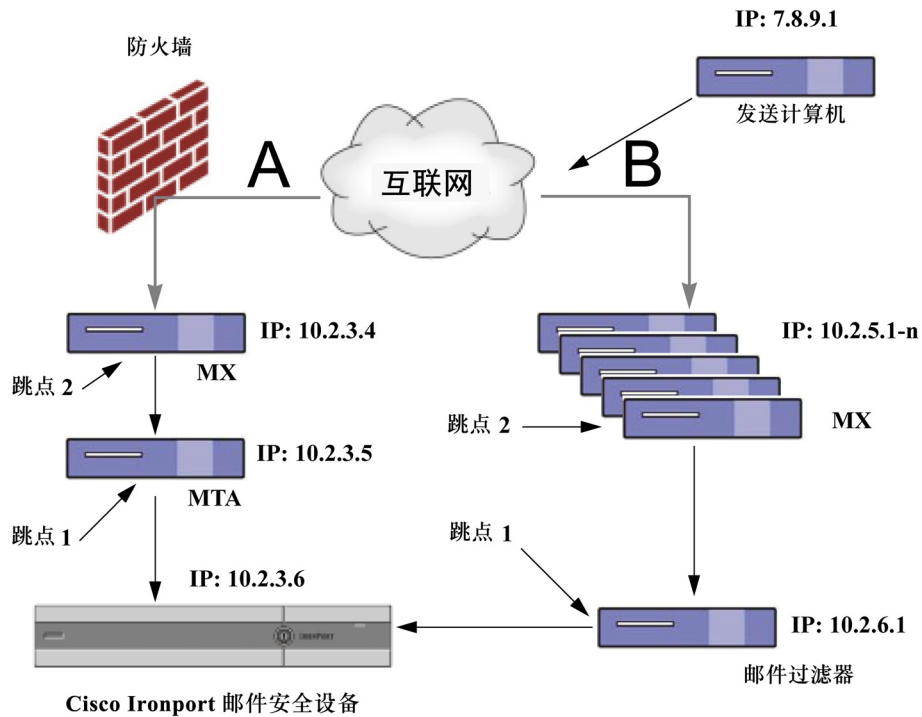 IP: 7.8.9.1
防火墙
发送计算机
A
互联网
B
IP: 10.2.3.4
IP: 10.2.5.1-n
跳点 2
MX
跳点 2
MX
IP: 10.2.3.5
MTA
跳点 1
跳点 1
IP: 10.2.3.6
IP: 10.2.6.1
邮件过滤器
Cisco Ironport 邮件安全设备